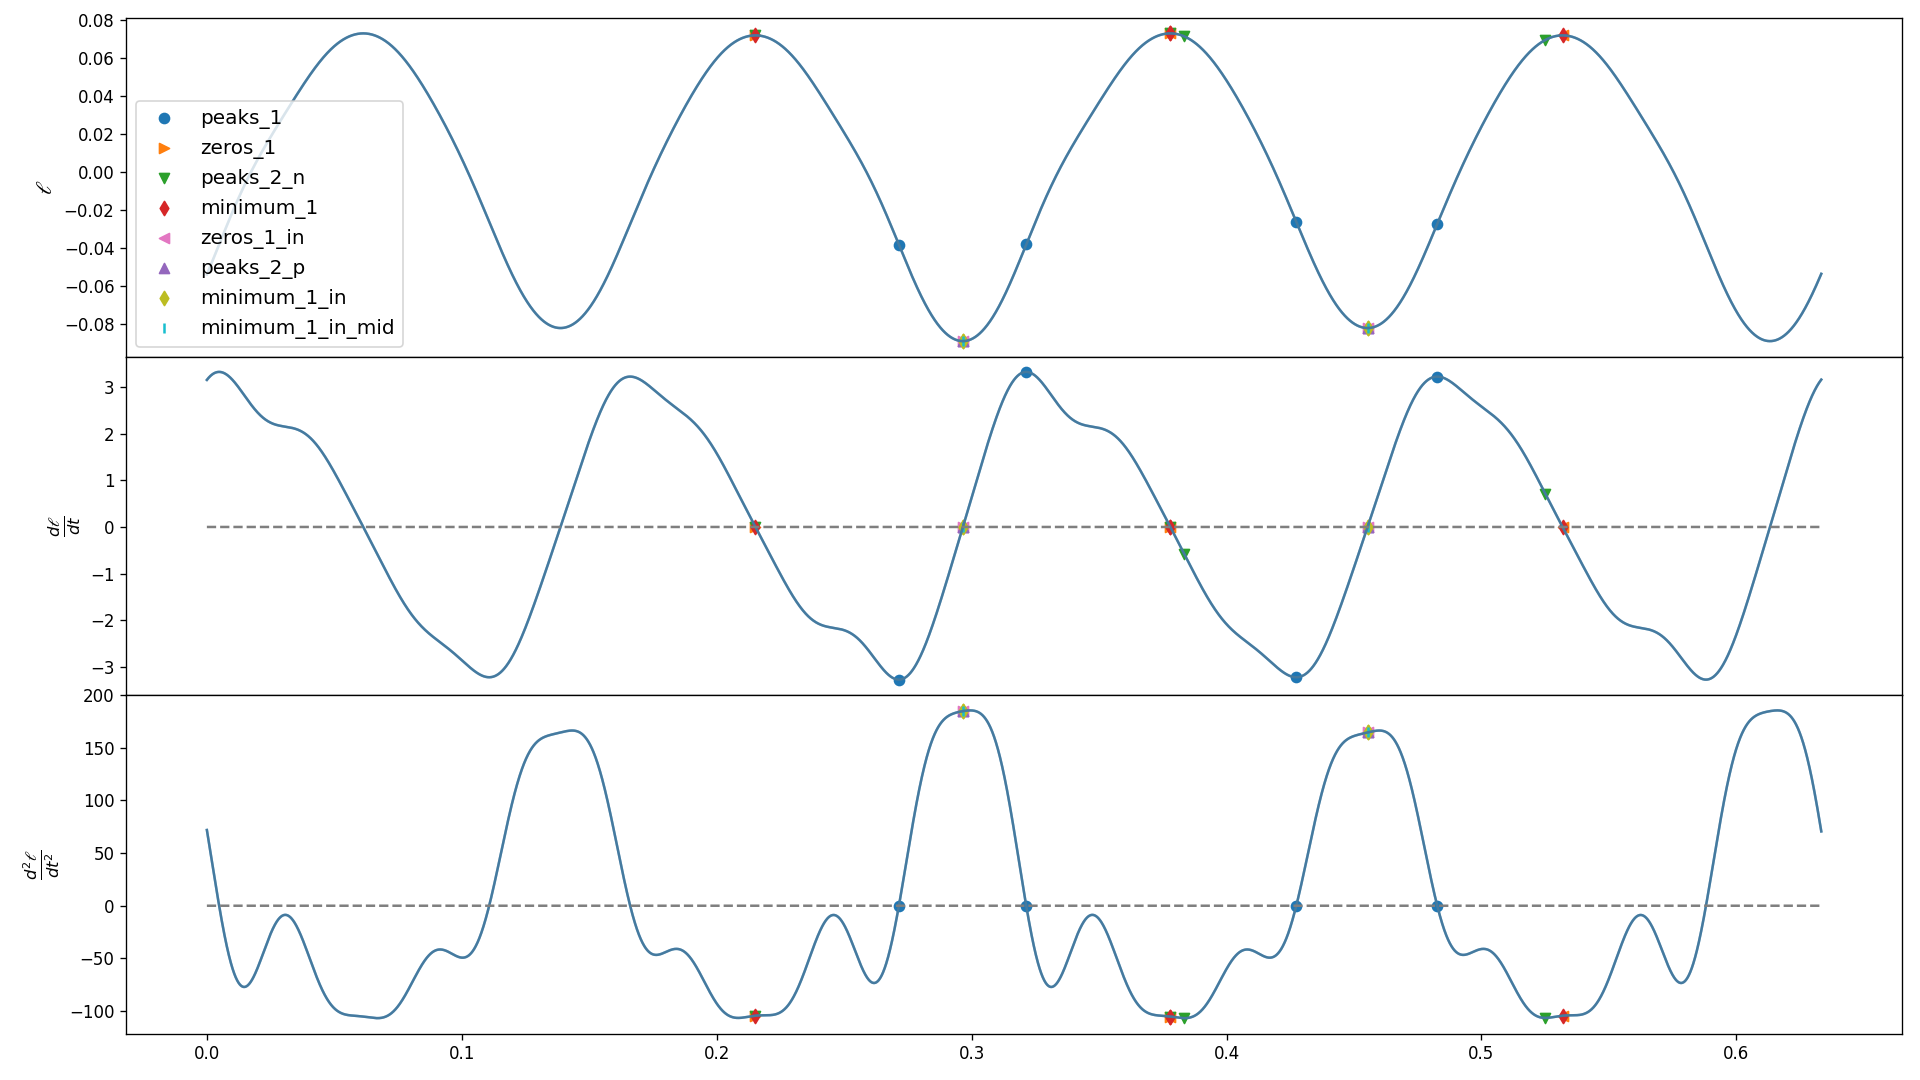 0.08
0.06
0.04
0.02
0.00
−0.02
−0.04
−0.06
−0.08
ℓ
peaks_1
zeros_1
peaks_2_n
minimum_1
zeros_1_in
peaks_2_p
minimum_1_in
minimum_1_in_mid
3
2
1
0
−1
−2
−3
dℓ
dt
200
150
100
50
0
−50
−100
d²ℓ
dt²
0.0 0.1 0.2 0.3 0.4 0.5 0.6